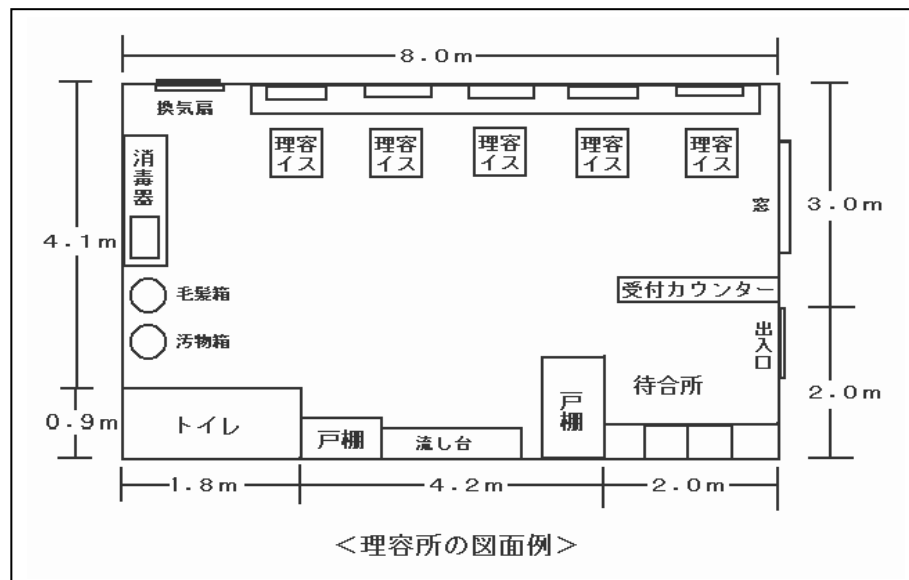 8.0m
換気扇
理容
イス
理容
イス
理容
イス
理容
イス
理容
イス
消毒器
窓
3.0m
4.1m
毛髪箱
受付カウンター
汚物箱
出入口
待合所
戸棚
2.0m
0.9m
トイレ
戸棚
流し台
1.8m
4.2m
2.0m
＜理容所の図面例＞